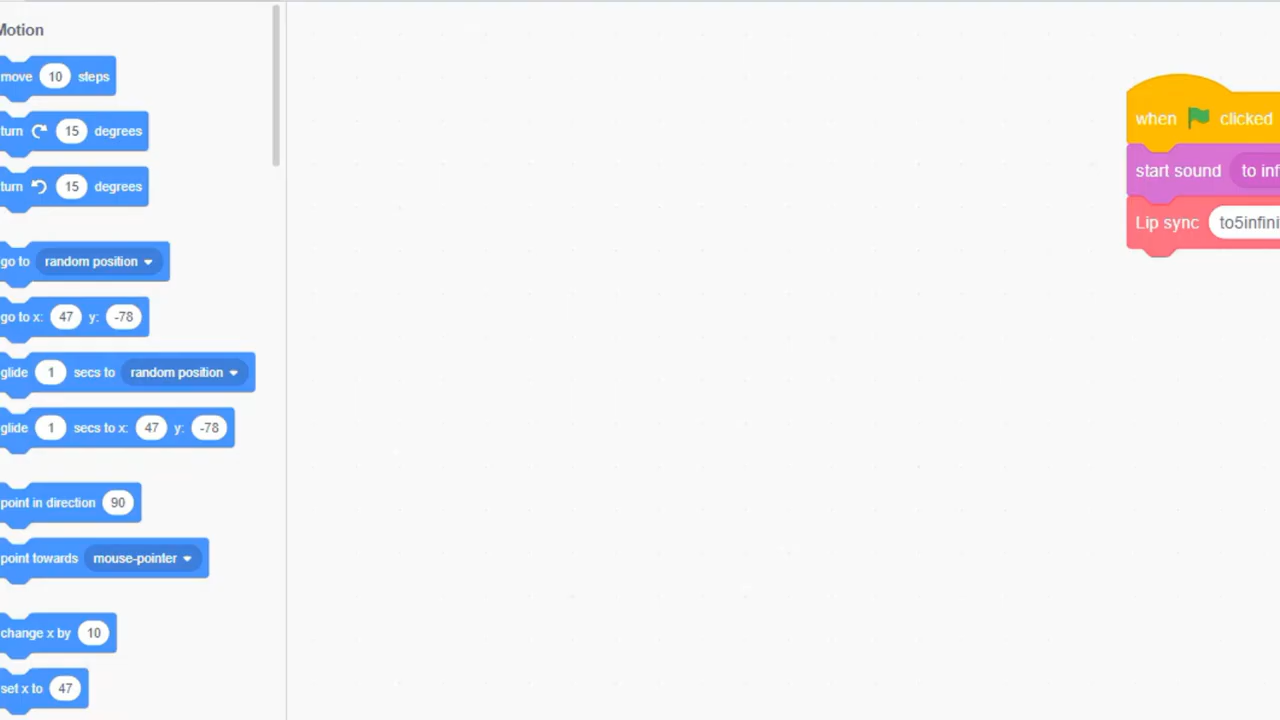 Motion
move 10 steps
turn 15 degrees
turn 15 degrees
go to random position
go to x: 47 y: -78
glide 1 secs to random position
glide 1 secs to x: 47 y: -78
point in direction 90
point towards mouse-pointer
change x by 10
set x to 47
when clicked
start sound to inf
Lip sync to5infini